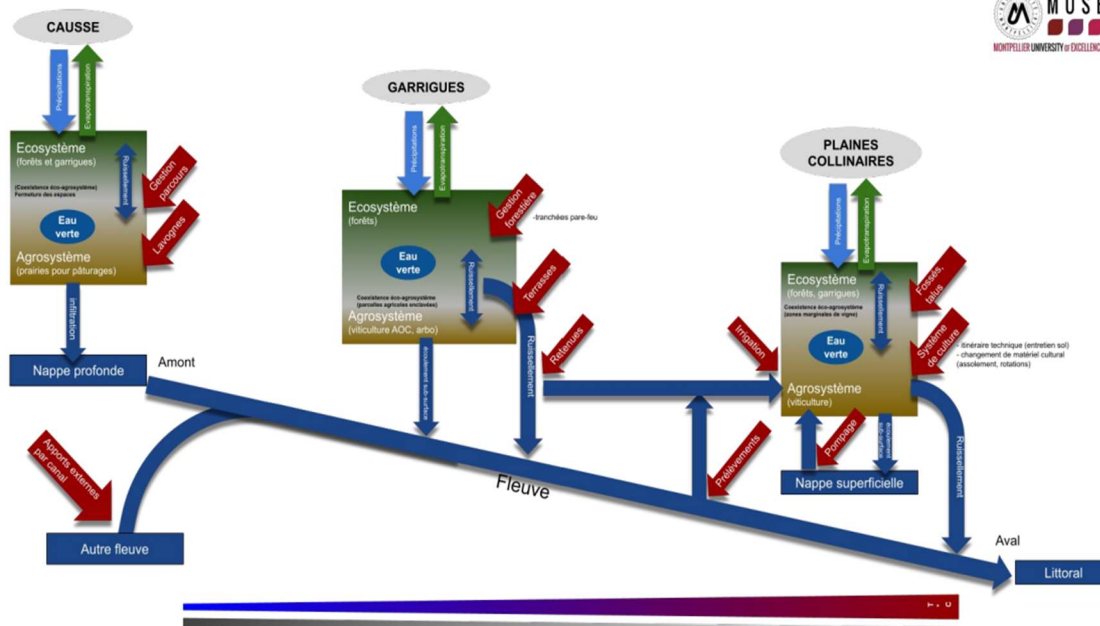 MUSE
MONTPELLIER UNIVERSITY OF EXCELLENCE
CAUSSE
Précipitations
Evapotranspiration
Ecosystème
(forêts et garrigues)
Ruissellement
(Coexistence éco-agrosystème)
Fermeture des espaces
Eau
verte
Agrosystème
(prairies pour pâturages)
Gestion
parcours
Lavognes
infiltration
Nappe profonde
Amont
Apports externes
par canal
Autre fleuve
GARRIGUES
Précipitations
Evapotranspiration
Ecosystème
(forêts)
Eau
verte
Ruissellement
Coexistence éco-agrosystème
(parcelles agricoles enclavées)
Agrosystème
(viticulture AOC, arbo)
Gestion
forestière
-tranchées pare-feu
Terrasses
Retenues
Ruissellement
écoulement sub-surface
Fleuve
Prélèvements
PLAINES
COLLINAIRES
Précipitations
Evapotranspiration
Ecosystème
(forêts, garrigues)
Coexistence éco-agrosystème
(zones marginales de vigne)
Ruissellement
Eau
verte
Agrosystème
(viticulture)
Irrigation
Fossés,
talus
Système
de culture
- itinéraire technique (entretien sol)
- changement de matériel cultural
(assolement, rotations)
Pompage
écoulement
sub-surface
Nappe superficielle
Ruissellement
Aval
Littoral
T°C